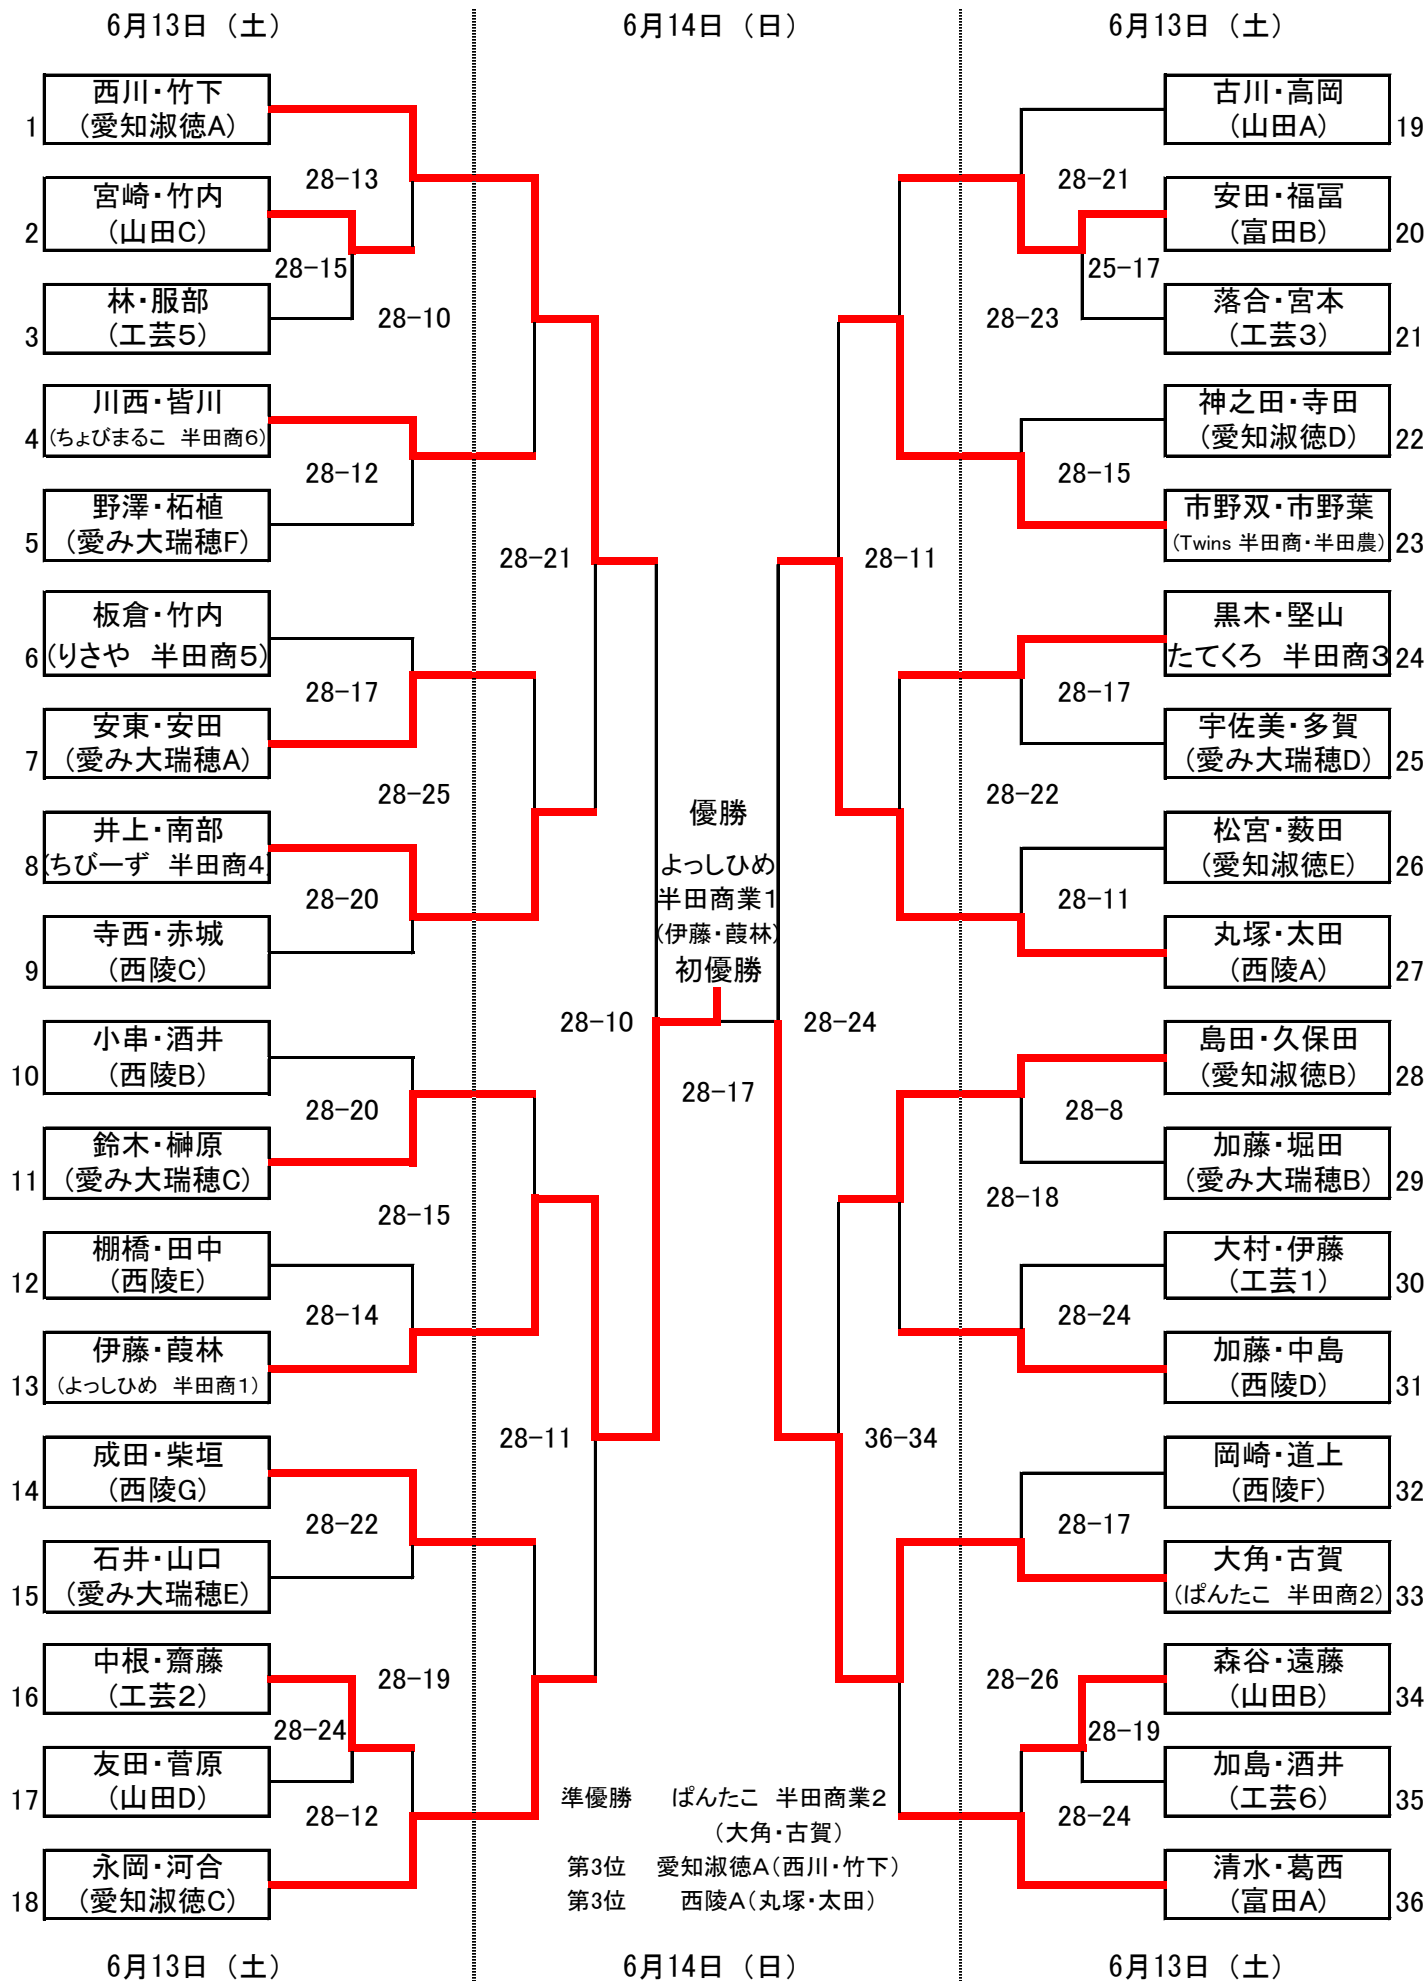 6月13日（土）
6月14日（日）
6月13日（土）
1
西川・竹下
（愛知淑徳A）
2
宮崎・竹内
（山田C）
3
林・服部
（工芸5）
4
川西・皆川
（ちょびまるこ　半田商6）
5
野澤・柘植
（愛み大瑞穂F）
6
板倉・竹内
（りさや　半田商5）
7
安東・安田
（愛み大瑞穂A）
8
井上・南部
（ちびーず　半田商4）
9
寺西・赤城
（西陵C）
10
小串・酒井
（西陵B）
11
鈴木・榊原
（愛み大瑞穂C）
12
棚橋・田中
（西陵E）
13
伊藤・葭林
（よっしひめ　半田商1）
14
成田・柴垣
（西陵G）
15
石井・山口
（愛み大瑞穂E）
16
中根・齋藤
（工芸2）
17
友田・菅原
（山田D）
18
永岡・河合
（愛知淑徳C）
28-13
28-15
28-10
28-12
28-21
28-17
28-25
28-20
28-10
28-20
28-15
28-14
28-11
28-22
28-19
28-24
28-12
優勝
よっしひめ
半田商業1
（伊藤・葭林）
初優勝
28-17
準優勝　ぱんたこ　半田商業2
（大角・古賀）
第3位　愛知淑徳A（西川・竹下）
第3位　西陵A（丸塚・太田）
28-21
25-17
28-23
28-15
28-11
28-17
28-22
28-11
28-24
28-8
28-18
28-24
36-34
28-17
28-26
28-19
28-24
古川・高岡
（山田A）
19
安田・福冨
（富田B）
20
落合・宮本
（工芸3）
21
神之田・寺田
（愛知淑徳D）
22
市野双・市野葉
（Twins 半田商・半田農）
23
黒木・堅山
たてくろ　半田商3
24
宇佐美・多賀
（愛み大瑞穂D）
25
松宮・薮田
（愛知淑徳E）
26
丸塚・太田
（西陵A）
27
島田・久保田
（愛知淑徳B）
28
加藤・堀田
（愛み大瑞穂B）
29
大村・伊藤
（工芸1）
30
加藤・中島
（西陵D）
31
岡崎・道上
（西陵F）
32
大角・古賀
（ぱんたこ　半田商2）
33
森谷・遠藤
（山田B）
34
加島・酒井
（工芸6）
35
清水・葛西
（富田A）
36
6月13日（土）
6月14日（日）
6月13日（土）